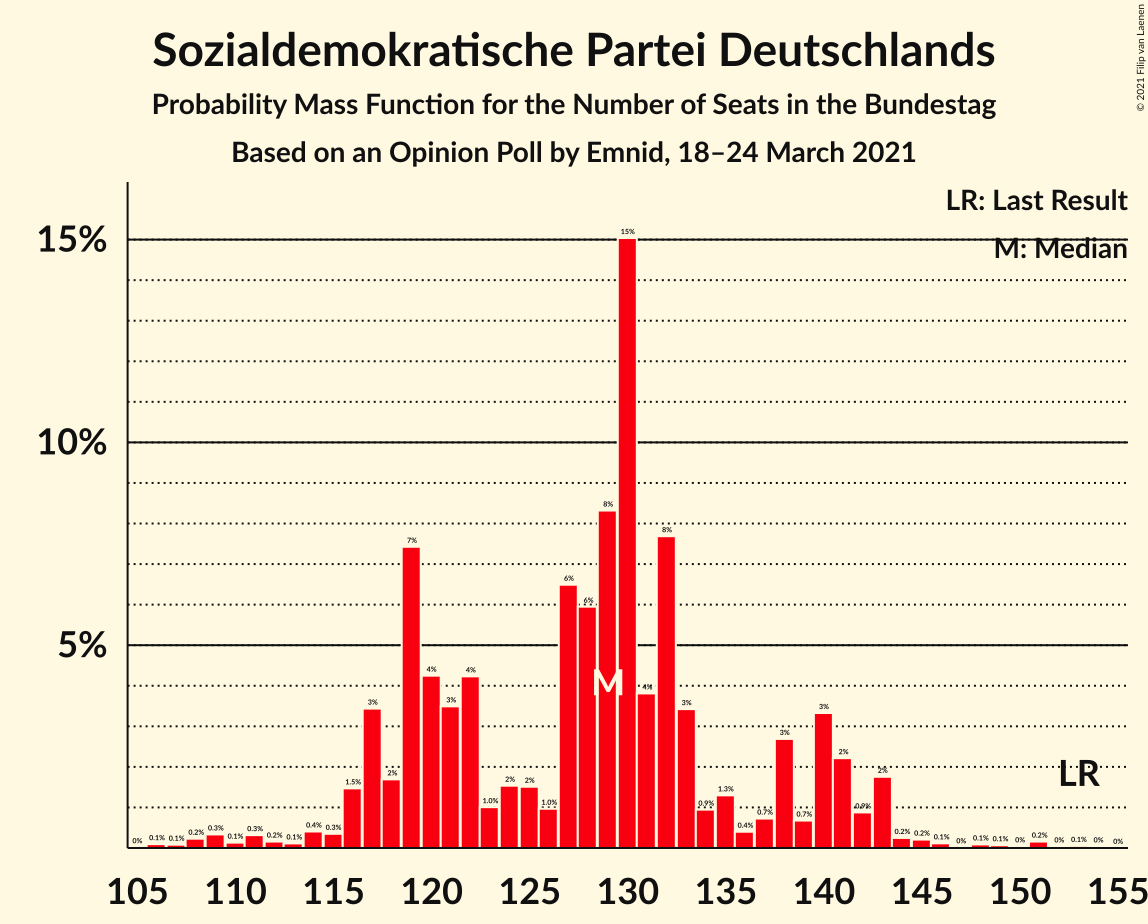 Sozialdemokratische Partei Deutschlands
Probability Mass Function for the Number of Seats in the Bundestag
Based on an Opinion Poll by Emnid, 18–24 March 2021
© 2021 Filip van Laenen
LR: Last Result
M: Median
15%
10%
5%
0% 0.1% 0.1% 0.2% 0.3% 0.1% 0.3% 0.2% 0.1% 0.4% 0.3% 1.5% 3% 2% 7% 4% 3% 4% 1.0% 2% 2% 1.0% 6% 6% 8% 15% 4% 8% 3% 0.9% 1.3% 0.4% 0.7% 3% 0.7% 3% 2% 0.9% 2% 0.2% 0.2% 0.1% 0% 0.1% 0.1% 0% 0.2% 0% 0.1% 0% 0%
M
LR
105 110 115 120 125 130 135 140 145 150 155